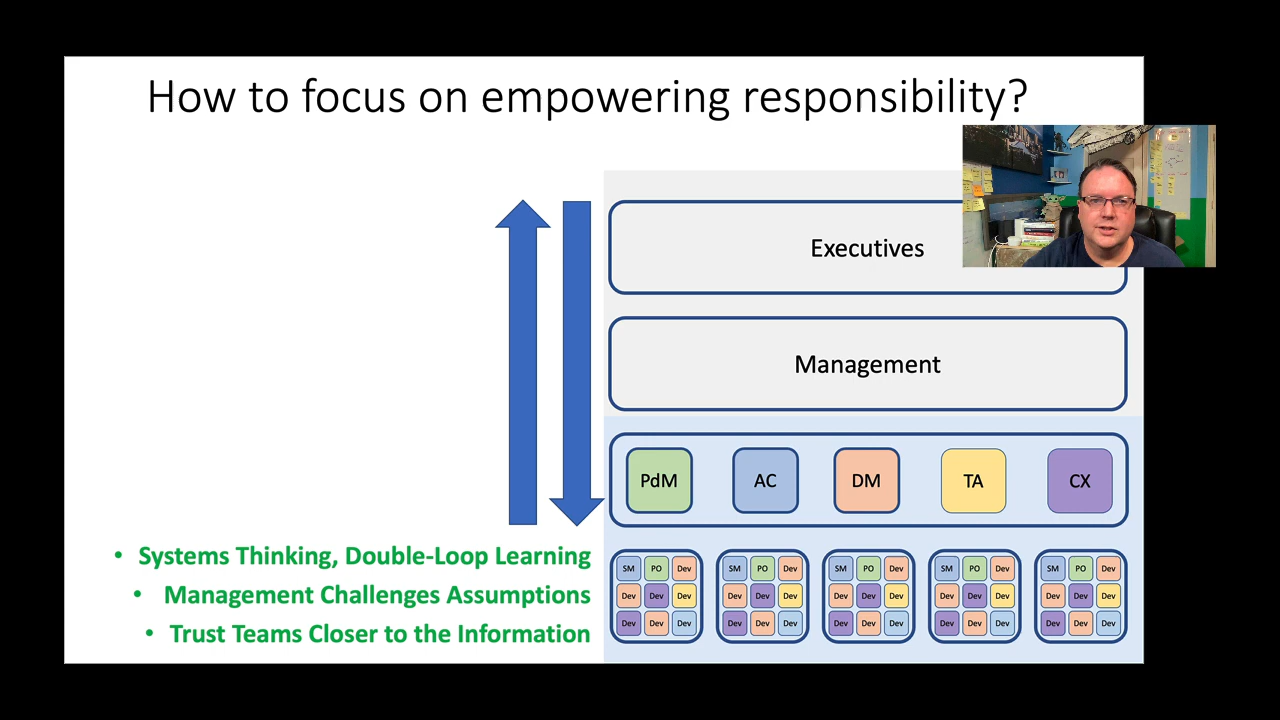 How to focus on empowering responsibility?
Executives
Management
PdM AC DM TA CX
• Systems Thinking, Double-Loop Learning
• Management Challenges Assumptions
• Trust Teams Closer to the Information
SM PO Dev SM PO Dev SM PO Dev SM PO Dev SM PO Dev
Dev Dev Dev Dev Dev Dev Dev Dev Dev Dev Dev Dev Dev Dev Dev
Dev Dev Dev Dev Dev Dev Dev Dev Dev Dev Dev Dev Dev Dev Dev